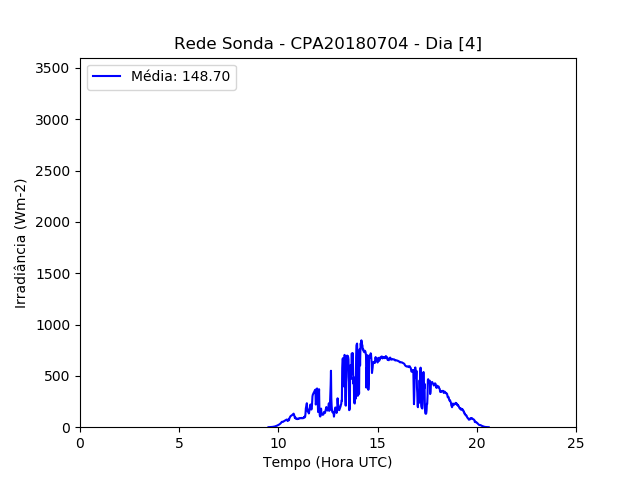 Rede Sonda - CPA20180704 - Dia [4]
Média: 148.70
3500
3000
2500
2000
1500
1000
500
0
Irradiância (Wm-2)
0 5 10 15 20 25
Tempo (Hora UTC)